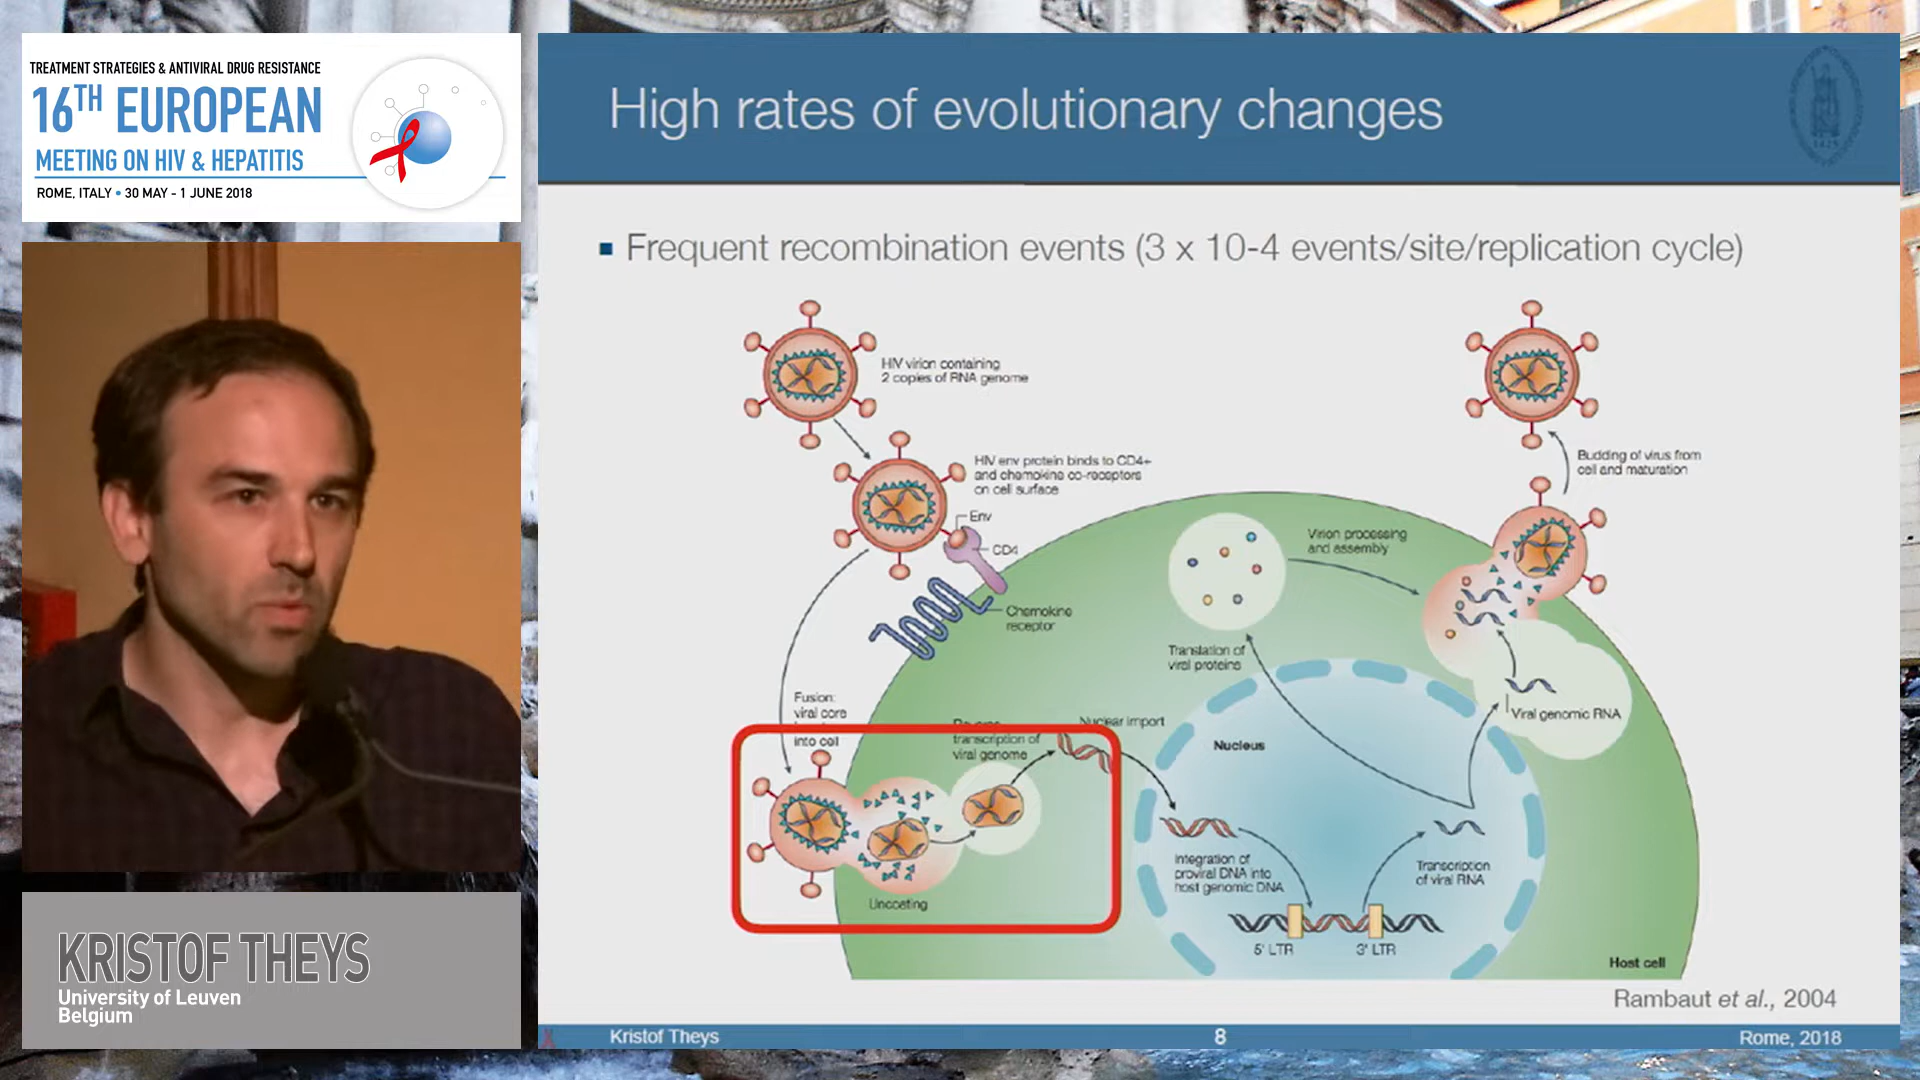 TREATMENT STRATEGIES & ANTIVIRAL DRUG RESISTANCE
16TH EUROPEAN
MEETING ON HIV & HEPATITIS
ROME, ITALY • 30 MAY - 1 JUNE 2018
KRISTOF THEYS
University of Leuven
Belgium
High rates of evolutionary changes
1425
▪ Frequent recombination events (3 x 10-4 events/site/replication cycle)
HIV virion containing
2 copies of RNA genome
HIV env protein binds to CD4+
and chemokine co-receptors
on cell surface
Env
CD4
Chemokine
receptor
Fusion:
viral core
into cell
Reverse
transcription of
viral genome
Nuclear import
Uncoating
Nucleus
Integration of
proviral DNA into
host genomic DNA
5' LTR
3' LTR
Transcription
of viral RNA
Translation of
viral proteins
Virion processing
and assembly
Viral genomic RNA
Budding of virus from
cell and maturation
Host cell
Rambaut et al., 2004
Kristof Theys
8
Rome, 2018